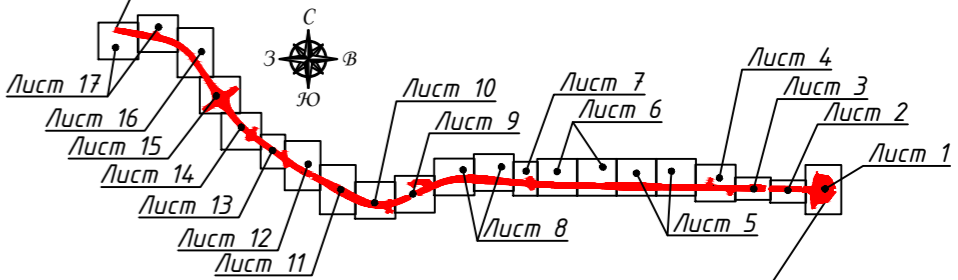 С
З
В
Ю
Лист 17
Лист 16
Лист 15
Лист 14
Лист 13
Лист 12
Лист 11
Лист 10
Лист 9
Лист 8
Лист 7
Лист 6
Лист 5
Лист 4
Лист 3
Лист 2
Лист 1